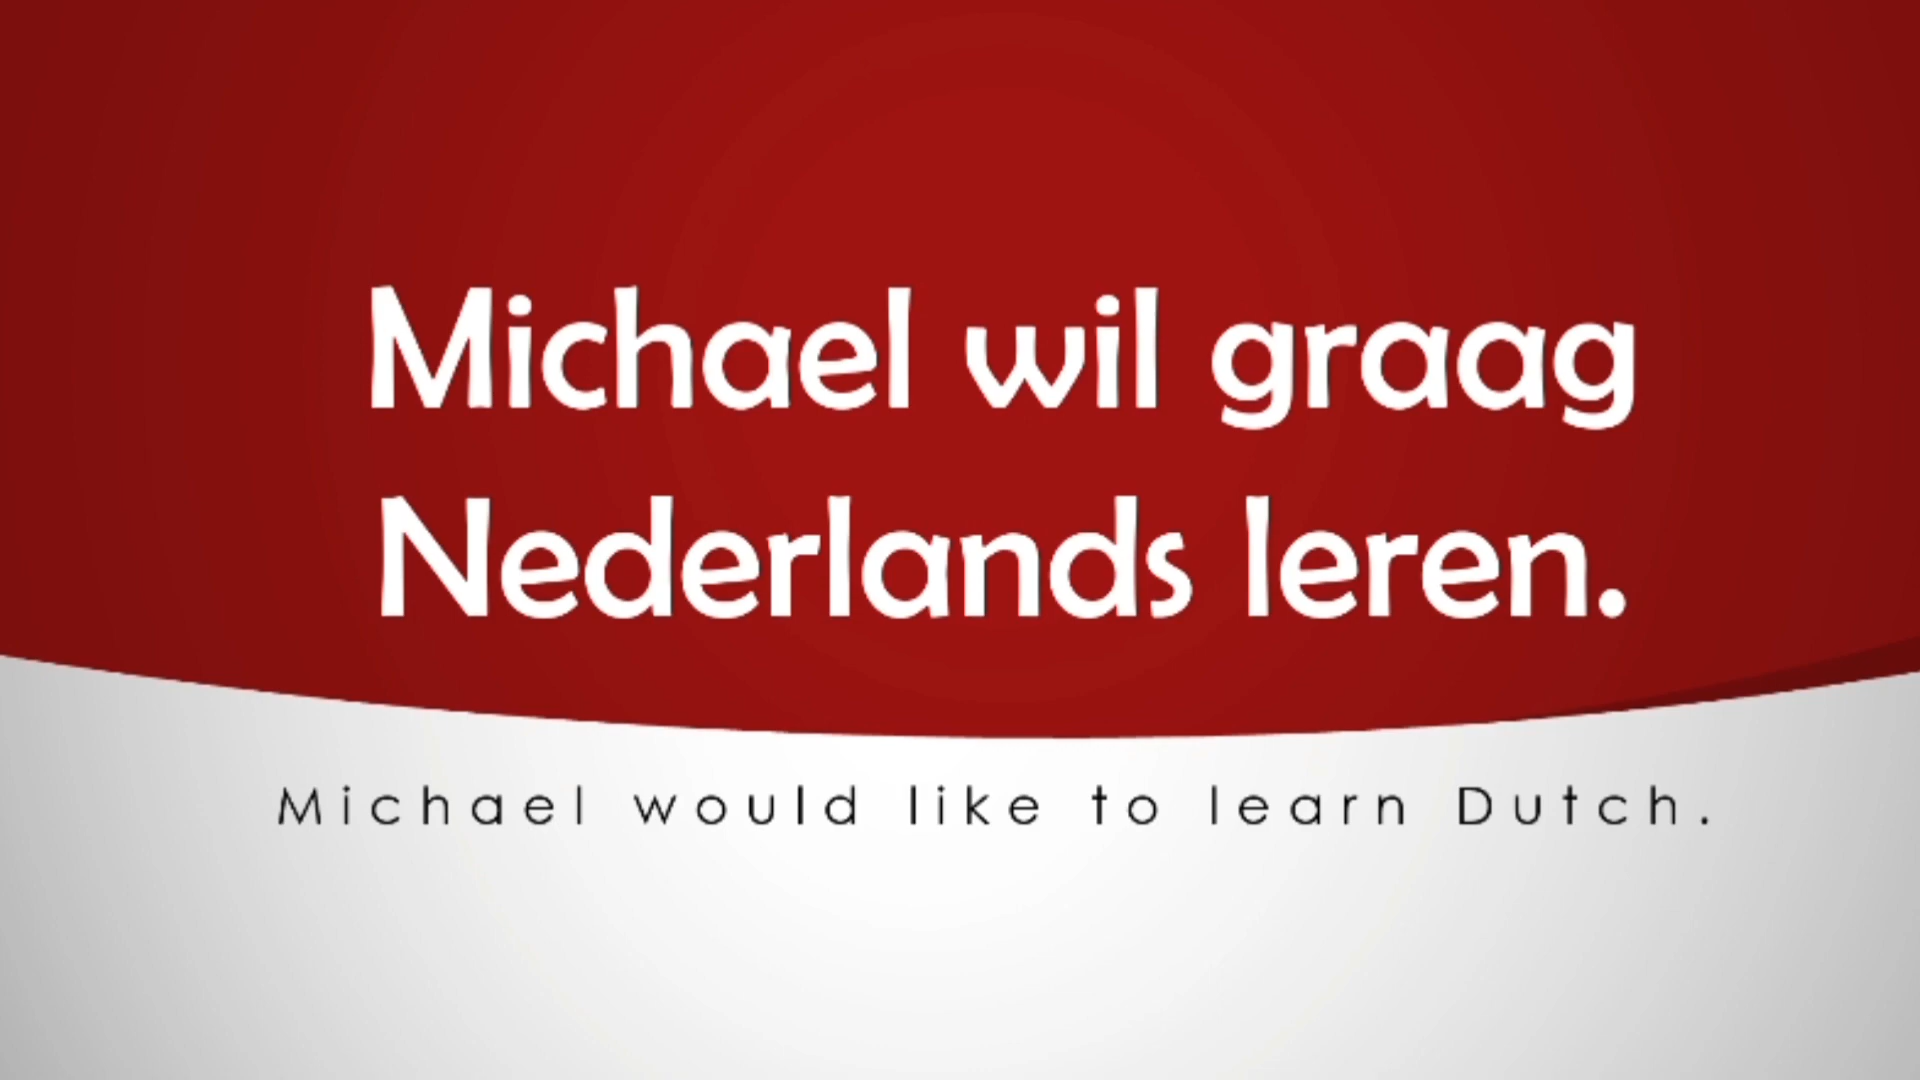 Michael wil graag
Nederlands leren.
Michael would like to learn Dutch.